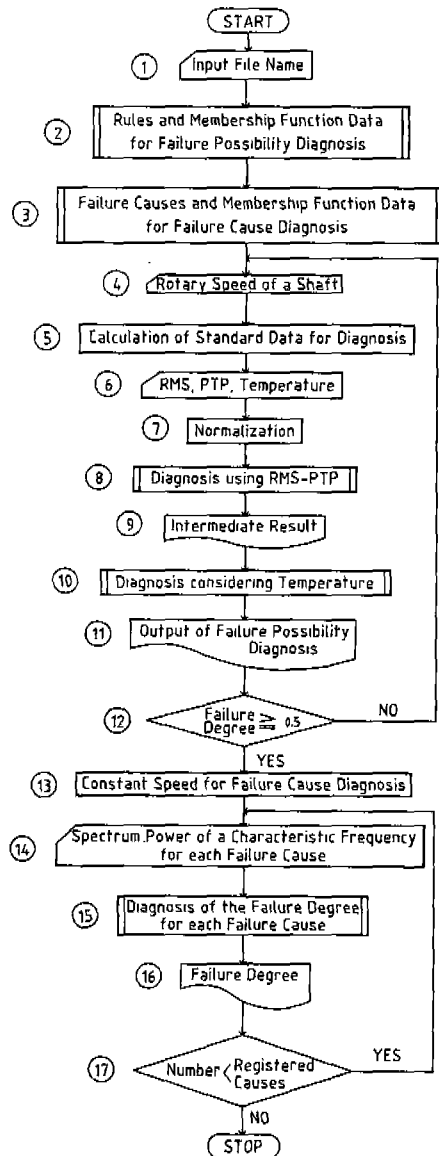 START
① Input File Name
② Rules and Membership Function Data
for Failure Possibility Diagnosis
③ Failure Causes and Membership Function Data
for Failure Cause Diagnosis
④ Rotary Speed of a Shaft
⑤ Calculation of Standard Data for Diagnosis
⑥ RMS, PTP, Temperature
⑦ Normalization
⑧ Diagnosis using RMS-PTP
⑨ Intermediate Result
⑩ Diagnosis considering Temperature
⑪ Output of Failure Possibility
Diagnosis
⑫ Failure Degree ≧ 0.5
NO
YES
⑬ Constant Speed for Failure Cause Diagnosis
⑭ Spectrum Power of a Characteristic Frequency
for each Failure Cause
⑮ Diagnosis of the Failure Degree
for each Failure Cause
⑯ Failure Degree
⑰ Number < Registered Causes
YES
NO
STOP